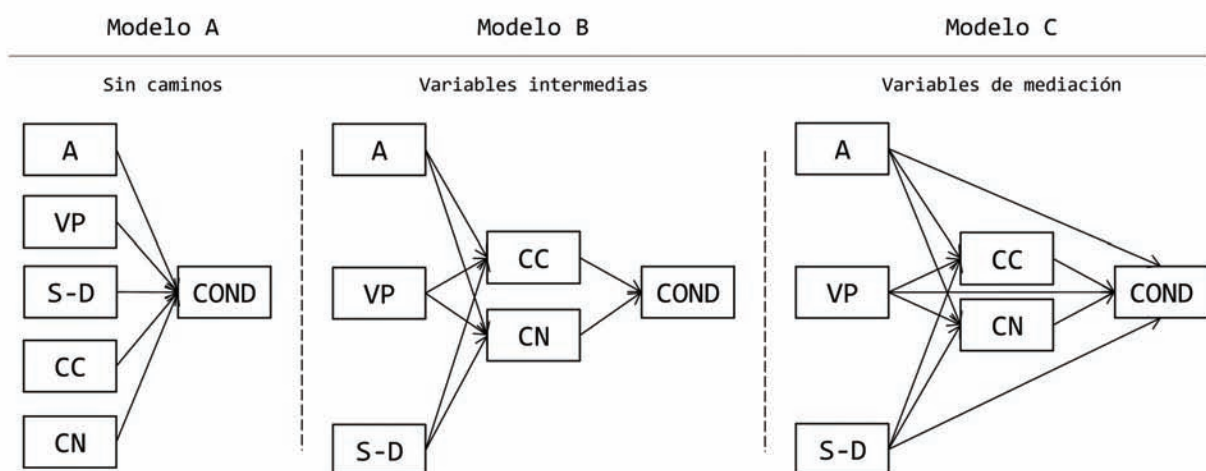 Modelo A
Modelo B
Modelo C
Sin caminos
Variables intermedias
Variables de mediación
A
VP
S-D
CC
CN
COND
A
VP
S-D
CC
CN
COND
A
VP
S-D
CC
CN
COND